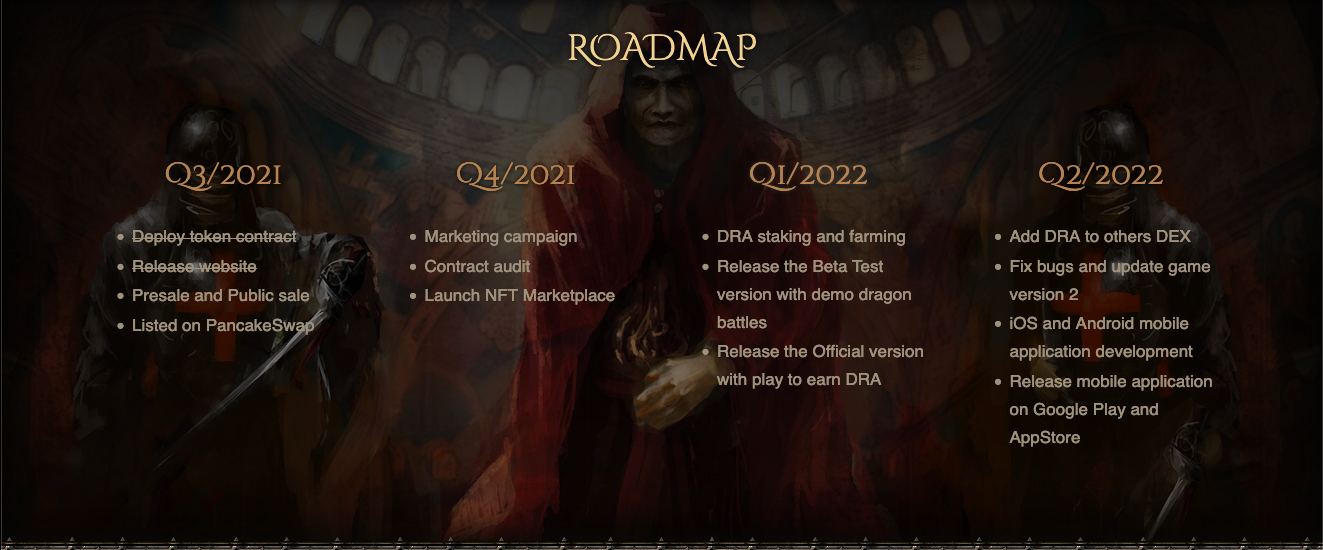 ROADMAP
Q3/2021
• Deploy token contract
• Release website
• Presale and Public sale
• Listed on PancakeSwap
Q4/2021
• Marketing campaign
• Contract audit
• Launch NFT Marketplace
Q1/2022
• DRA staking and farming
• Release the Beta Test
version with demo dragon
battles
• Release the Official version
with play to earn DRA
Q2/2022
• Add DRA to others DEX
• Fix bugs and update game
version 2
• iOS and Android mobile
application development
• Release mobile application
on Google Play and
AppStore